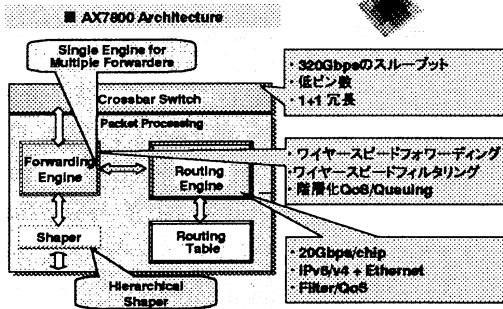 ■ AX7800 Architecture
Single Engine for
Multiple Forwarders
Crossbar Switch
Packet Processing
Forwarding
Engine
Routing
Engine
Shaper
Routing
Table
Hierarchical
Shaper
・320Gbpsのスループット
・低ピン数
・1+1 冗長
・ワイヤースピードフォワーディング
・ワイヤースピードフィルタリング
・階層化QoS/Queuing
・20Gbps/chip
・IPv6/v4 + Ethernet
・Filter/QoS